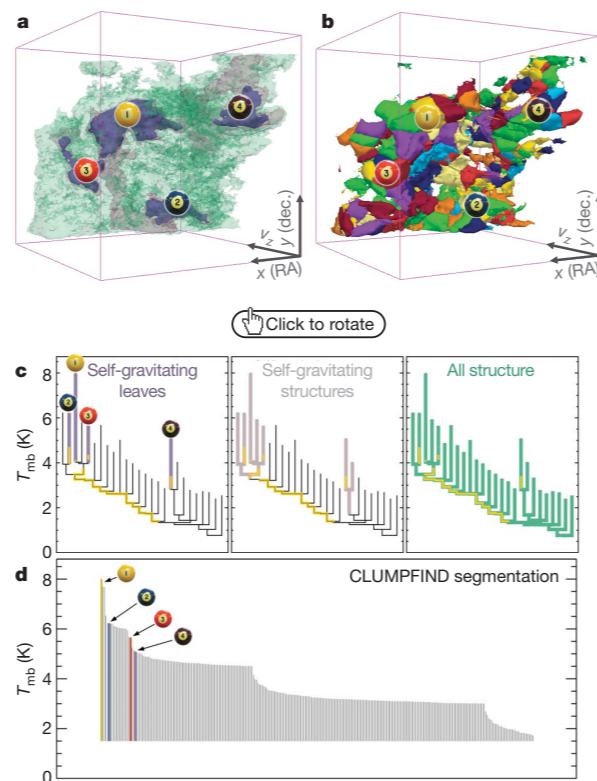 a
1
4
3
2
v_z
y (dec.)
x (RA)
b
1
4
3
2
v_z
y (dec.)
x (RA)
Click to rotate
c
T_mb (K)
8
6
4
2
0
1
2
3
4
Self-gravitating
leaves
Self-gravitating
structures
All structure
d
CLUMPFIND segmentation
T_mb (K)
8
6
4
2
0
1
2
3
4